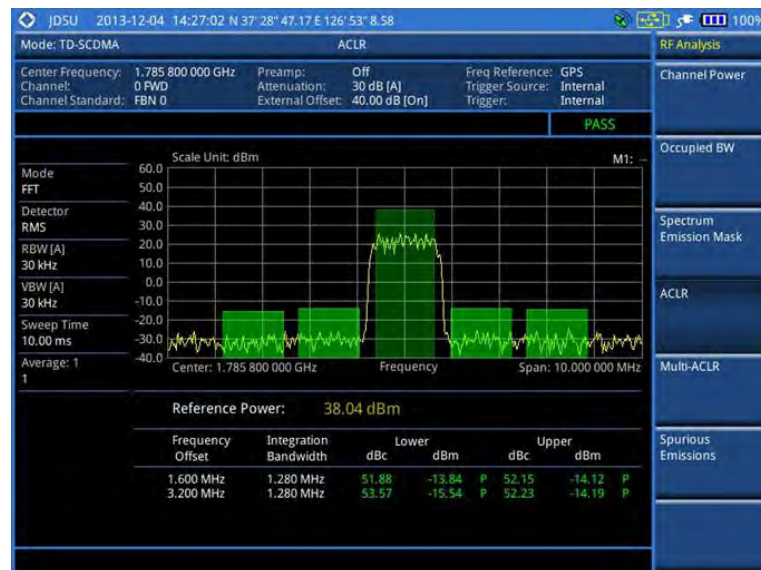 JDSU 2013-12-04 14:27:02 N 37' 28" 47.17 E 126' 53" 8.58 100%
Mode: TD-SCDMA ACLR RF Analysis
Center Frequency: 1.785 800 000 GHz Preamp: Off Freq Reference: GPS
Channel: 0 FWD Attenuation: 30 dB [A] Trigger Source: Internal
Channel Standard: FBN 0 External Offset: 40.00 dB [On] Trigger: Internal
Channel Power
PASS
Occupied BW
Scale Unit: dBm M1: --
Mode
FFT
Detector
RMS
RBW [A]
30 kHz
VBW [A]
30 kHz
Sweep Time
10.00 ms
Average: 1
1
60.0
50.0
40.0
30.0
20.0
10.0
0.0
-10.0
-20.0
-30.0
-40.0
Center: 1.785 800 000 GHz Frequency Span: 10.000 000 MHz
Spectrum
Emission Mask
ACLR
Multi-ACLR
Spurious
Emissions
Reference Power: 38.04 dBm
Frequency Integration Lower Upper
Offset Bandwidth dBc dBm dBc dBm
1.600 MHz 1.280 MHz 51.88 -13.84 P 52.15 -14.12 P
3.200 MHz 1.280 MHz 53.57 -15.54 P 52.23 -14.19 P